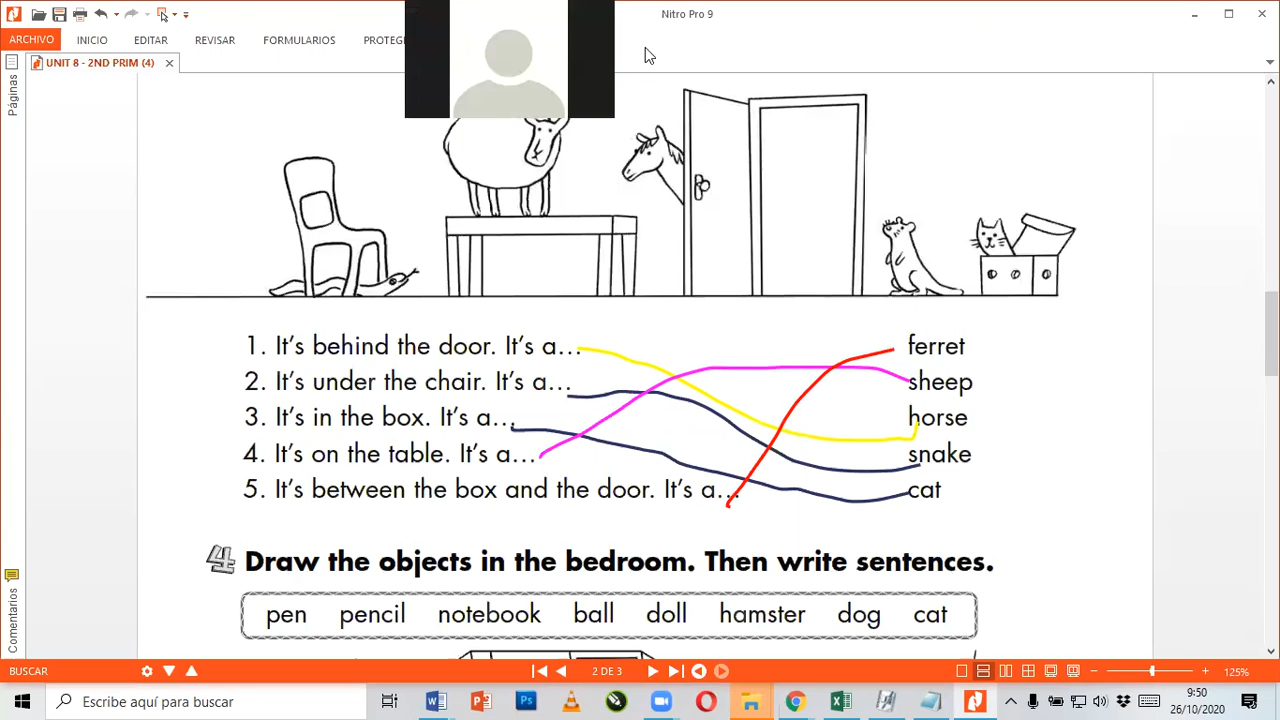 Nitro Pro 9
ARCHIVO INICIO EDITAR REVISAR FORMULARIOS
UNIT 8 - 2ND PRIM (4)
Páginas
1. It's behind the door. It's a... ferret
2. It's under the chair. It's a... sheep
3. It's in the box. It's a... horse
4. It's on the table. It's a... snake
5. It's between the box and the door. It's a... cat
4 Draw the objects in the bedroom. Then write sentences.
pen pencil notebook ball doll hamster dog cat
Comentarios
BUSCAR 2 DE 3 125%
Escribe aquí para buscar
9:50
26/10/2020